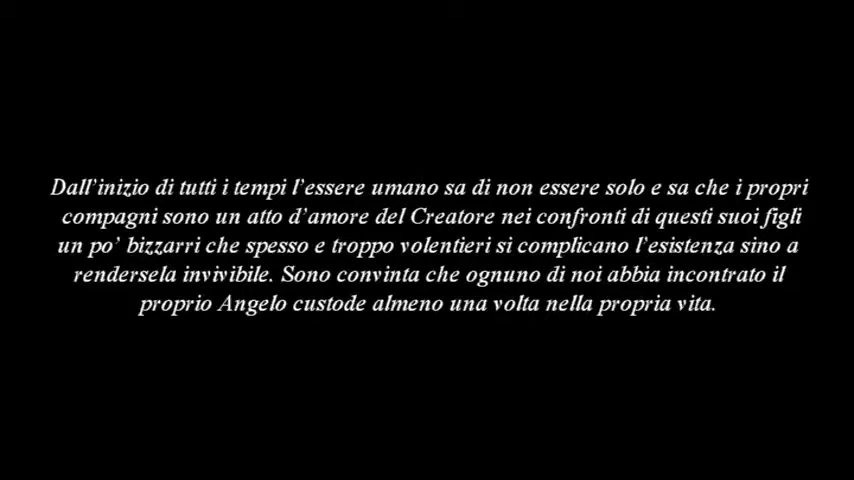 Dall’inizio di tutti i tempi l’essere umano sa di non essere solo e sa che i propri
compagni sono un atto d’amore del Creatore nei confronti di questi suoi figli
un po’ bizzarri che spesso e troppo volentieri si complicano l’esistenza sino a
rendersela invivibile. Sono convinta che ognuno di noi abbia incontrato il
proprio Angelo custode almeno una volta nella propria vita.